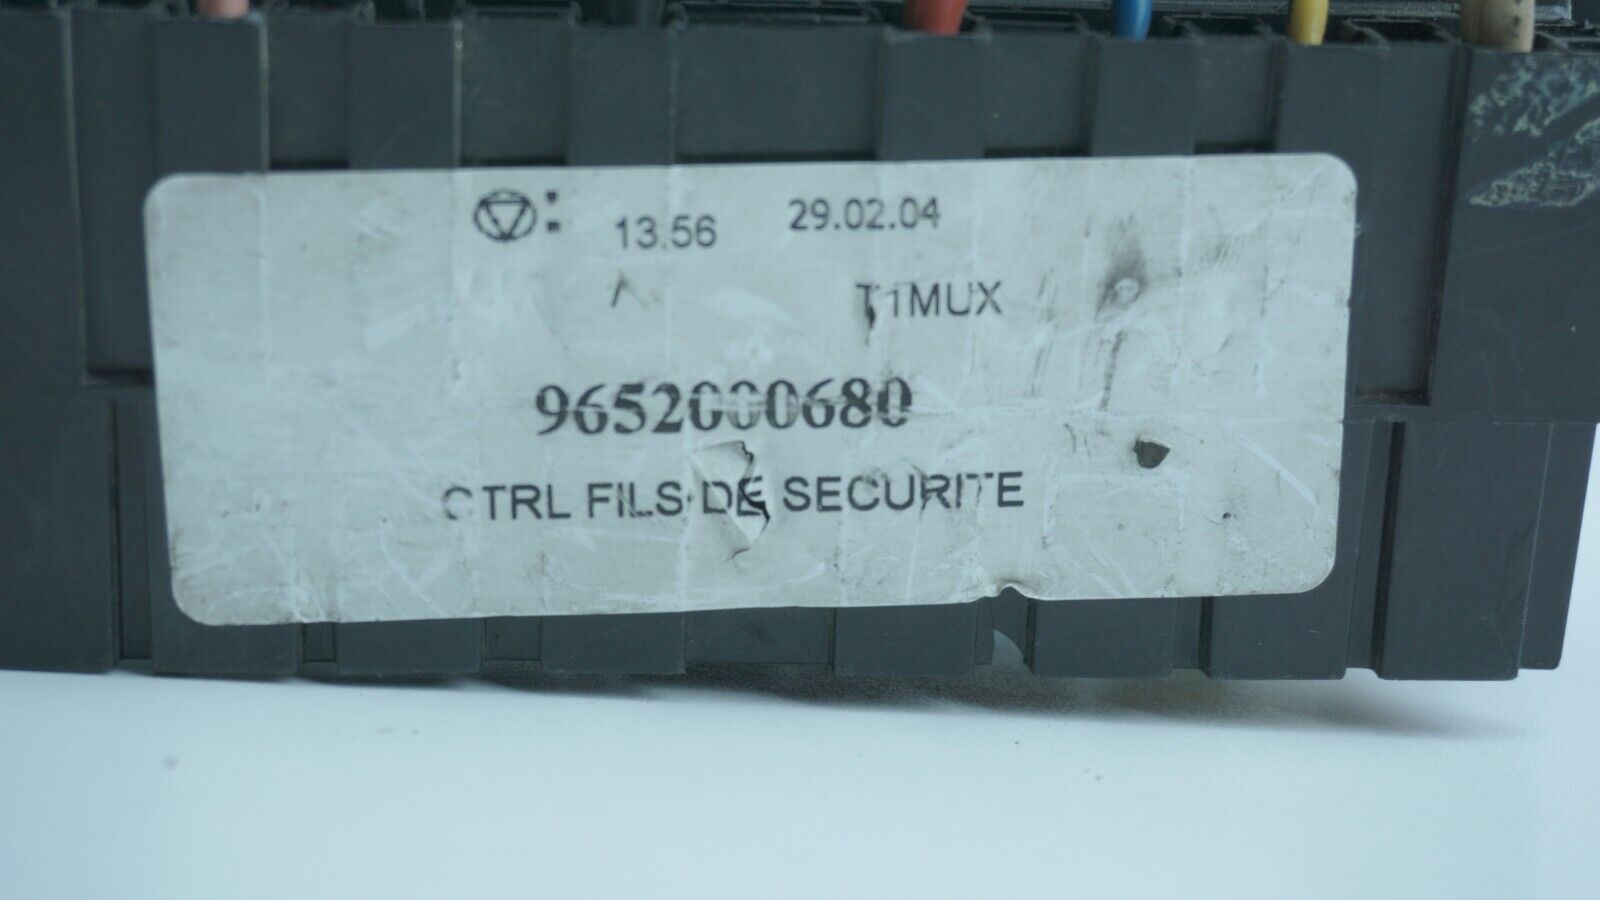 : 13.56 29.02.04
T1MUX
9652000680
CTRL FILS DE SECURITE